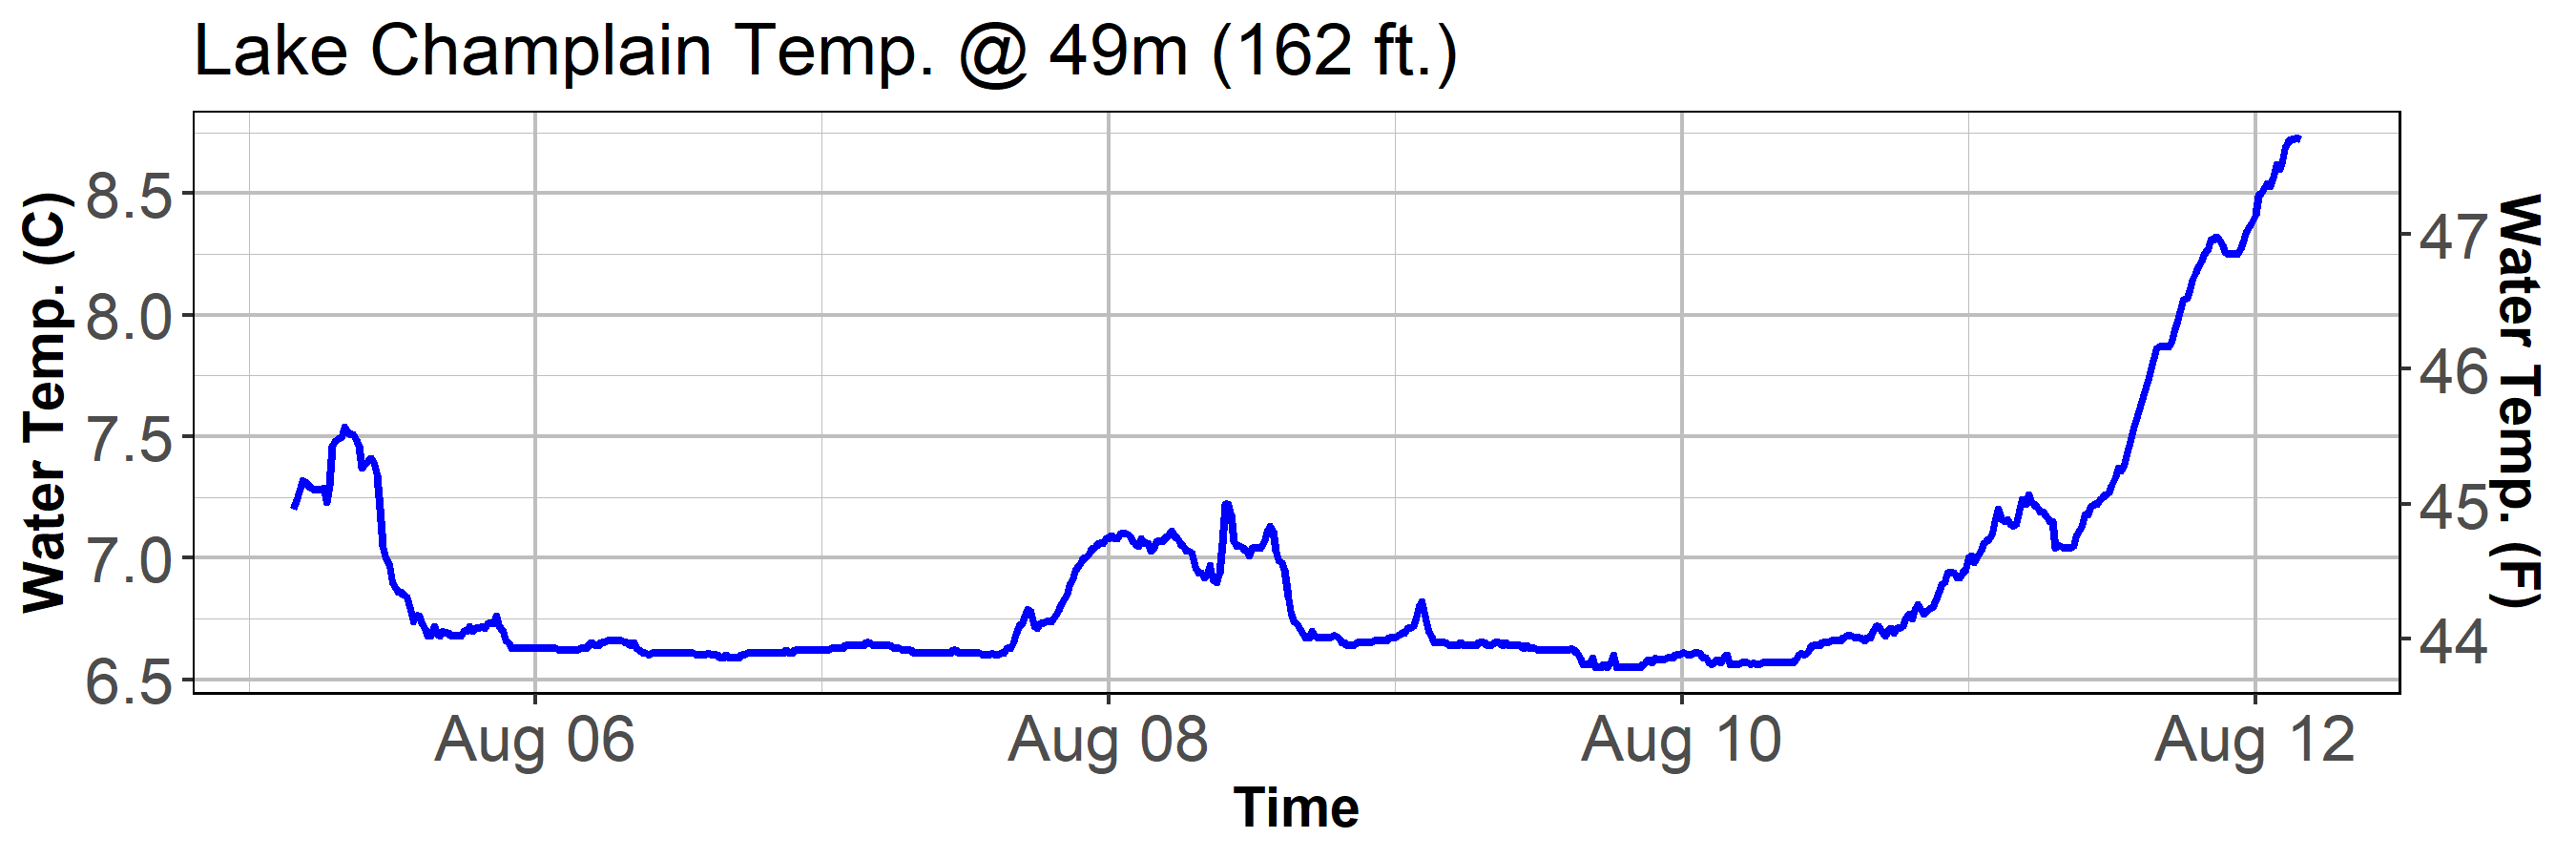 Lake Champlain Temp. @ 49m (162 ft.)
Water Temp. (C)
8.5
8.0
7.5
7.0
6.5
47
46
45
44
Water Temp. (F)
Aug 06 Aug 08 Aug 10 Aug 12
Time